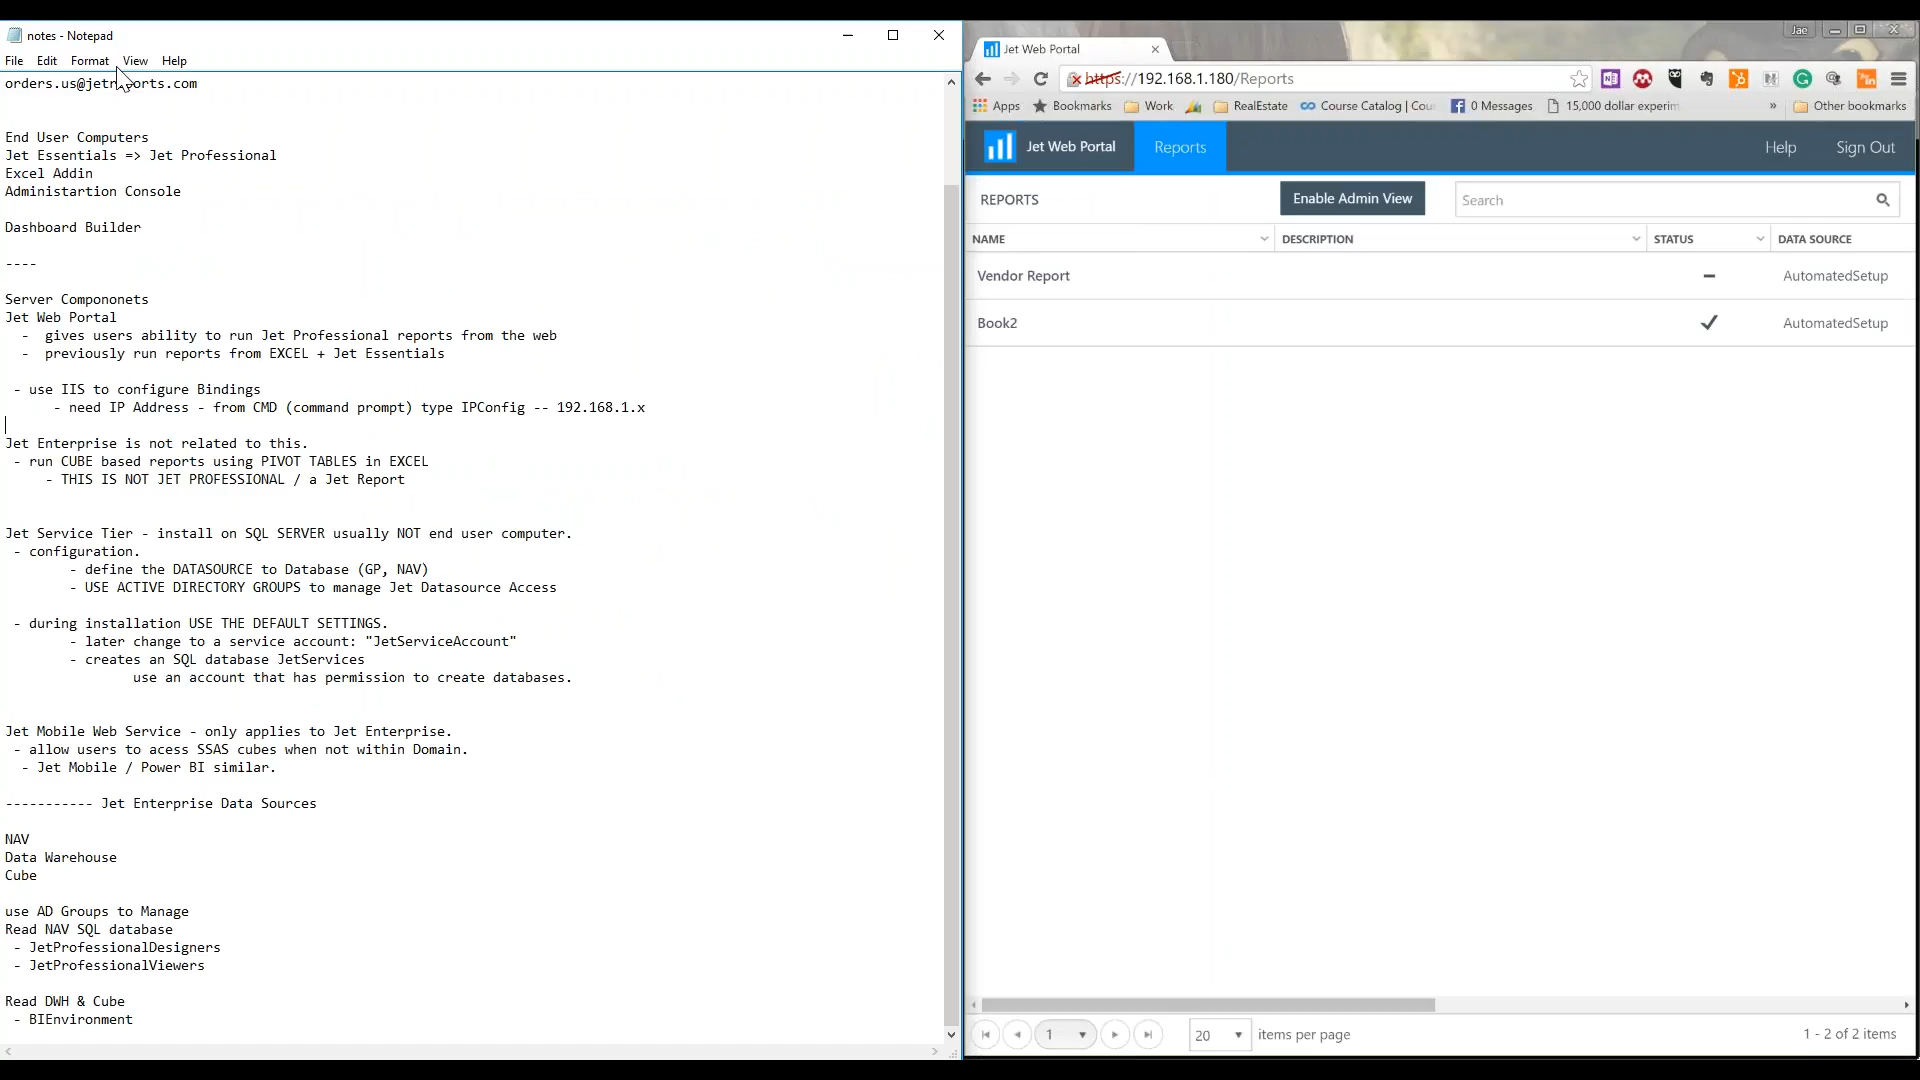 notes - Notepad
File Edit Format View Help
orders.us@jetreports.com
End User Computers
Jet Essentials => Jet Professional
Excel Addin
Administartion Console
Dashboard Builder
----
Server Compononets
Jet Web Portal
- gives users ability to run Jet Professional reports from the web
- previously run reports from EXCEL + Jet Essentials
- use IIS to configure Bindings
- need IP Address - from CMD (command prompt) type IPConfig -- 192.168.1.x
Jet Enterprise is not related to this.
- run CUBE based reports using PIVOT TABLES in EXCEL
- THIS IS NOT JET PROFESSIONAL / a Jet Report
Jet Service Tier - install on SQL SERVER usually NOT end user computer.
- configuration.
- define the DATASOURCE to Database (GP, NAV)
- USE ACTIVE DIRECTORY GROUPS to manage Jet Datasource Access
- during installation USE THE DEFAULT SETTINGS.
- later change to a service account: "JetServiceAccount"
- creates an SQL database JetServices
use an account that has permission to create databases.
Jet Mobile Web Service - only applies to Jet Enterprise.
- allow users to acess SSAS cubes when not within Domain.
- Jet Mobile / Power BI similar.
----------- Jet Enterprise Data Sources
NAV
Data Warehouse
Cube
use AD Groups to Manage
Read NAV SQL database
- JetProfessionalDesigners
- JetProfessionalViewers
Read DWH & Cube
- BIEnvironment
Jae
Jet Web Portal
https://192.168.1.180/Reports
Apps Bookmarks Work RealEstate Course Catalog | Cou 0 Messages 15,000 dollar experim » Other bookmarks
Jet Web Portal Reports Help Sign Out
REPORTS Enable Admin View Search
NAME DESCRIPTION STATUS DATA SOURCE
Vendor Report AutomatedSetup
Book2 AutomatedSetup
1 20 items per page 1 - 2 of 2 items